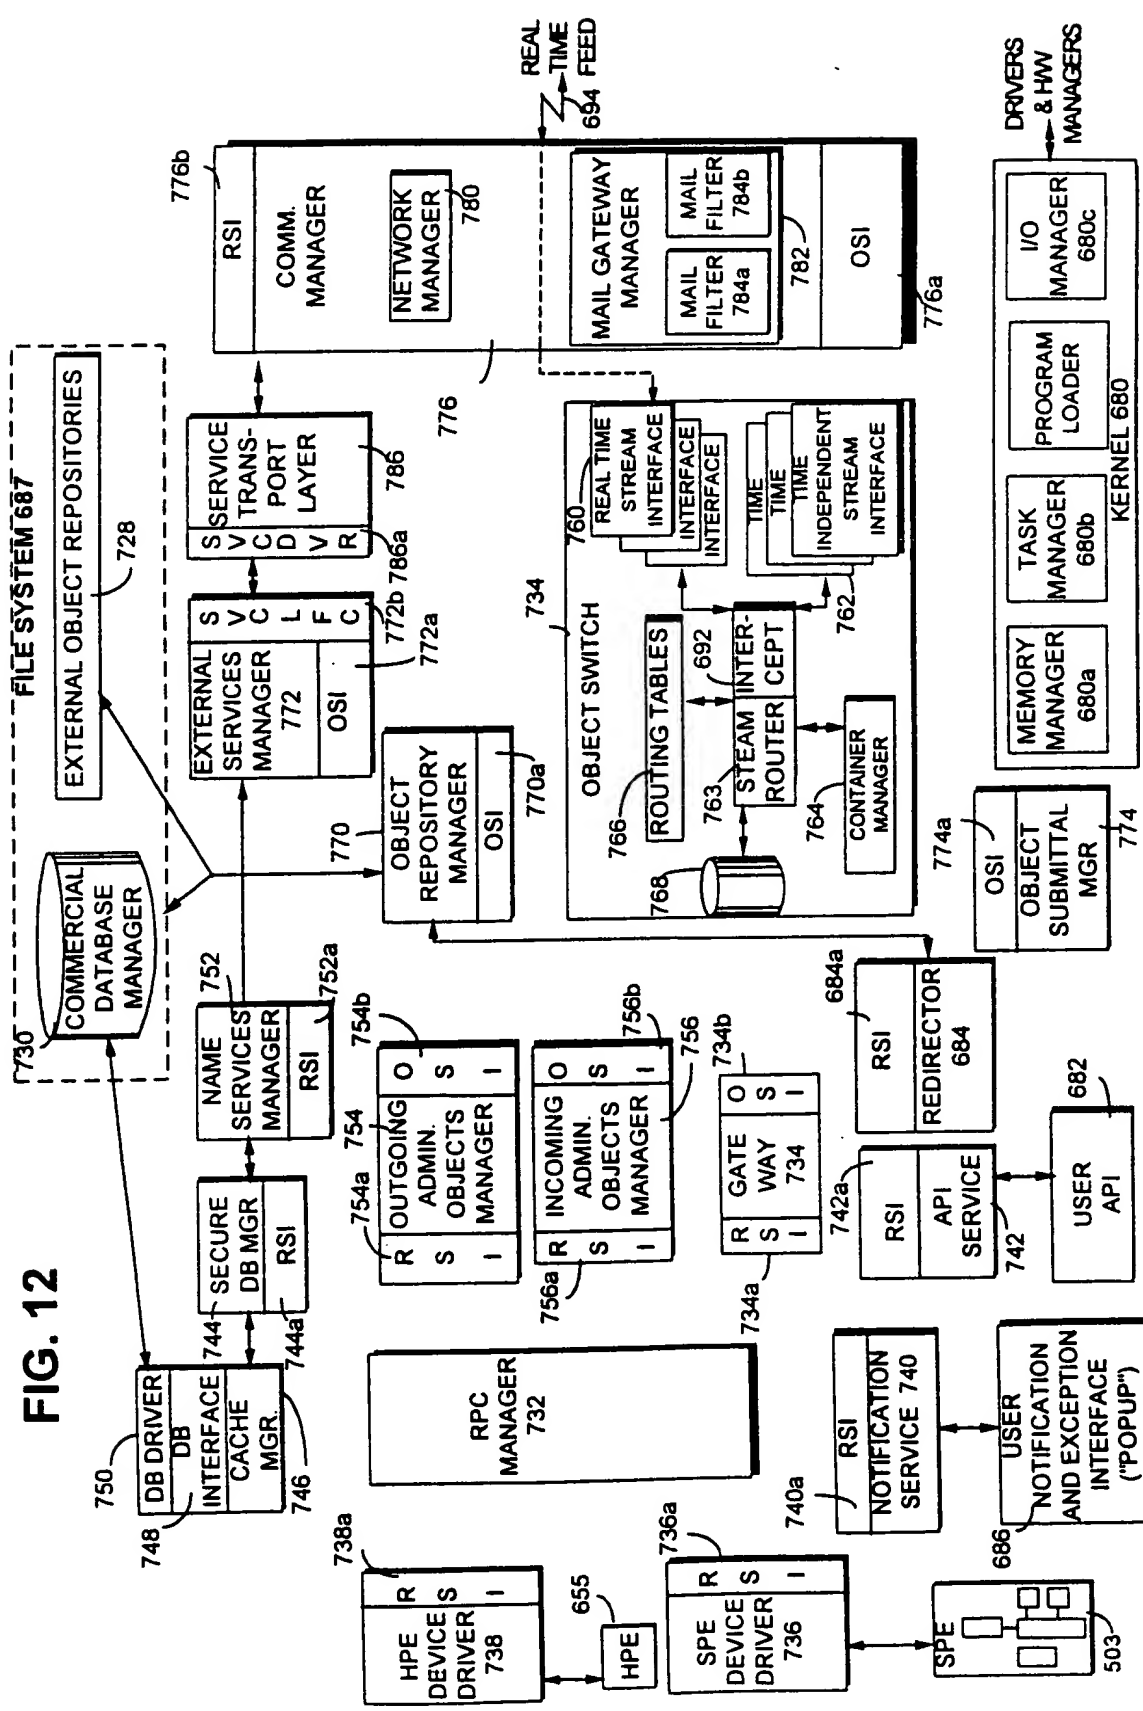 FIG. 12
FILE SYSTEM 687
730
COMMERCIAL
DATABASE
MANAGER
EXTERNAL OBJECT REPOSITORIES
728
750
DB DRIVER
DB
INTERFACE
CACHE
MGR.
748
746
744
SECURE
DB MGR
RSI
744a
NAME
SERVICES
MANAGER
RSI
752
752a
EXTERNAL
SERVICES
MANAGER
772
OSI
S
V
C
I
F
C
772b
772a
S
V
C
D
V
R
SERVICE
TRANS-
PORT
LAYER
786
786a
776b
RSI
COMM.
MANAGER
NETWORK
MANAGER
780
776
MAIL GATEWAY
MANAGER
MAIL
FILTER
784a
MAIL
FILTER
784b
782
OSI
776a
REAL
TIME
FEED
694
738a
HPE
DEVICE
DRIVER
738
R
S
I
655
HPE
736a
SPE
DEVICE
DRIVER
736
R
S
I
SPE
503
RPC
MANAGER
732
754a
754
754b
R
S
I
OUTGOING
ADMIN.
OBJECTS
MANAGER
O
S
I
756a
R
S
I
INCOMING
ADMIN.
OBJECTS
MANAGER
O
S
I
756b
756
734a
R
S
I
GATE
WAY
734
O
S
I
734b
770
OBJECT
REPOSITORY
MANAGER
OSI
770a
734
OBJECT SWITCH
760
REAL TIME
STREAM
INTERFACE
INTERFACE
INTERFACE
TIME
TIME
TIME
INDEPENDENT
STREAM
INTERFACE
762
766
ROUTING TABLES
763
STEAM
ROUTER
692
INTER-
CEPT
764
CONTAINER
MANAGER
768
740a
RSI
NOTIFICATION
SERVICE 740
686
USER
NOTIFICATION
AND EXCEPTION
INTERFACE
("POPUP")
742a
RSI
API
SERVICE
742
682
USER
API
684a
RSI
REDIRECTOR
684
774a
OSI
OBJECT
SUBMITTAL
MGR
774
MEMORY
MANAGER
680a
TASK
MANAGER
680b
PROGRAM
LOADER
I/O
MANAGER
680c
KERNEL 680
DRIVERS
& H/W
MANAGERS